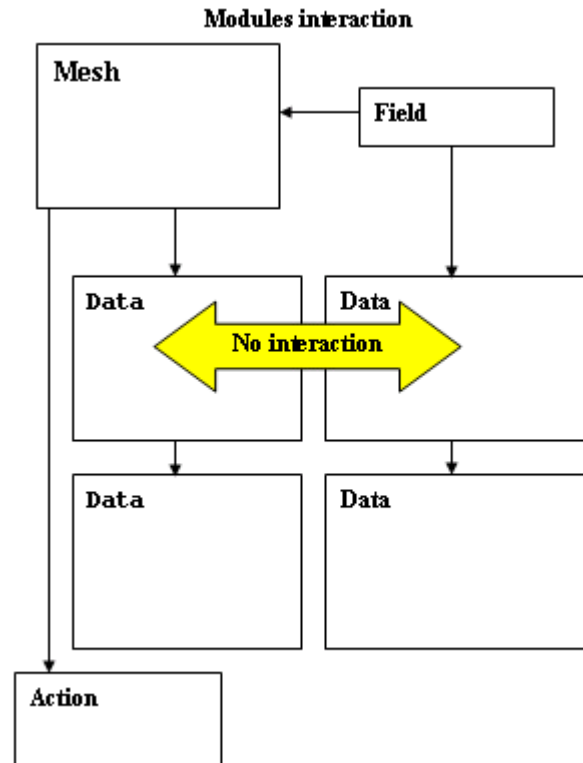 Modules interaction
Mesh
Field
Data
Data
No interaction
Data
Data
Action